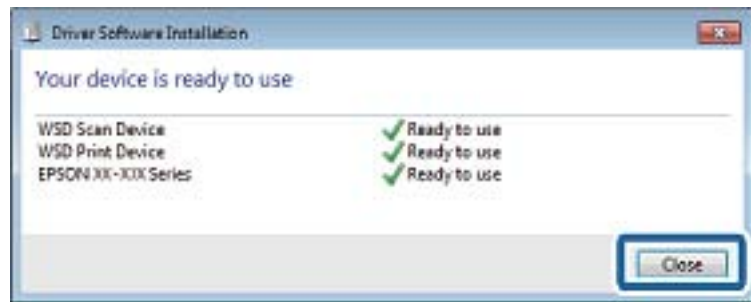 Driver Software Installation
Your device is ready to use
WSD Scan Device Ready to use
WSD Print Device Ready to use
EPSON XX-XXX Series Ready to use
Close